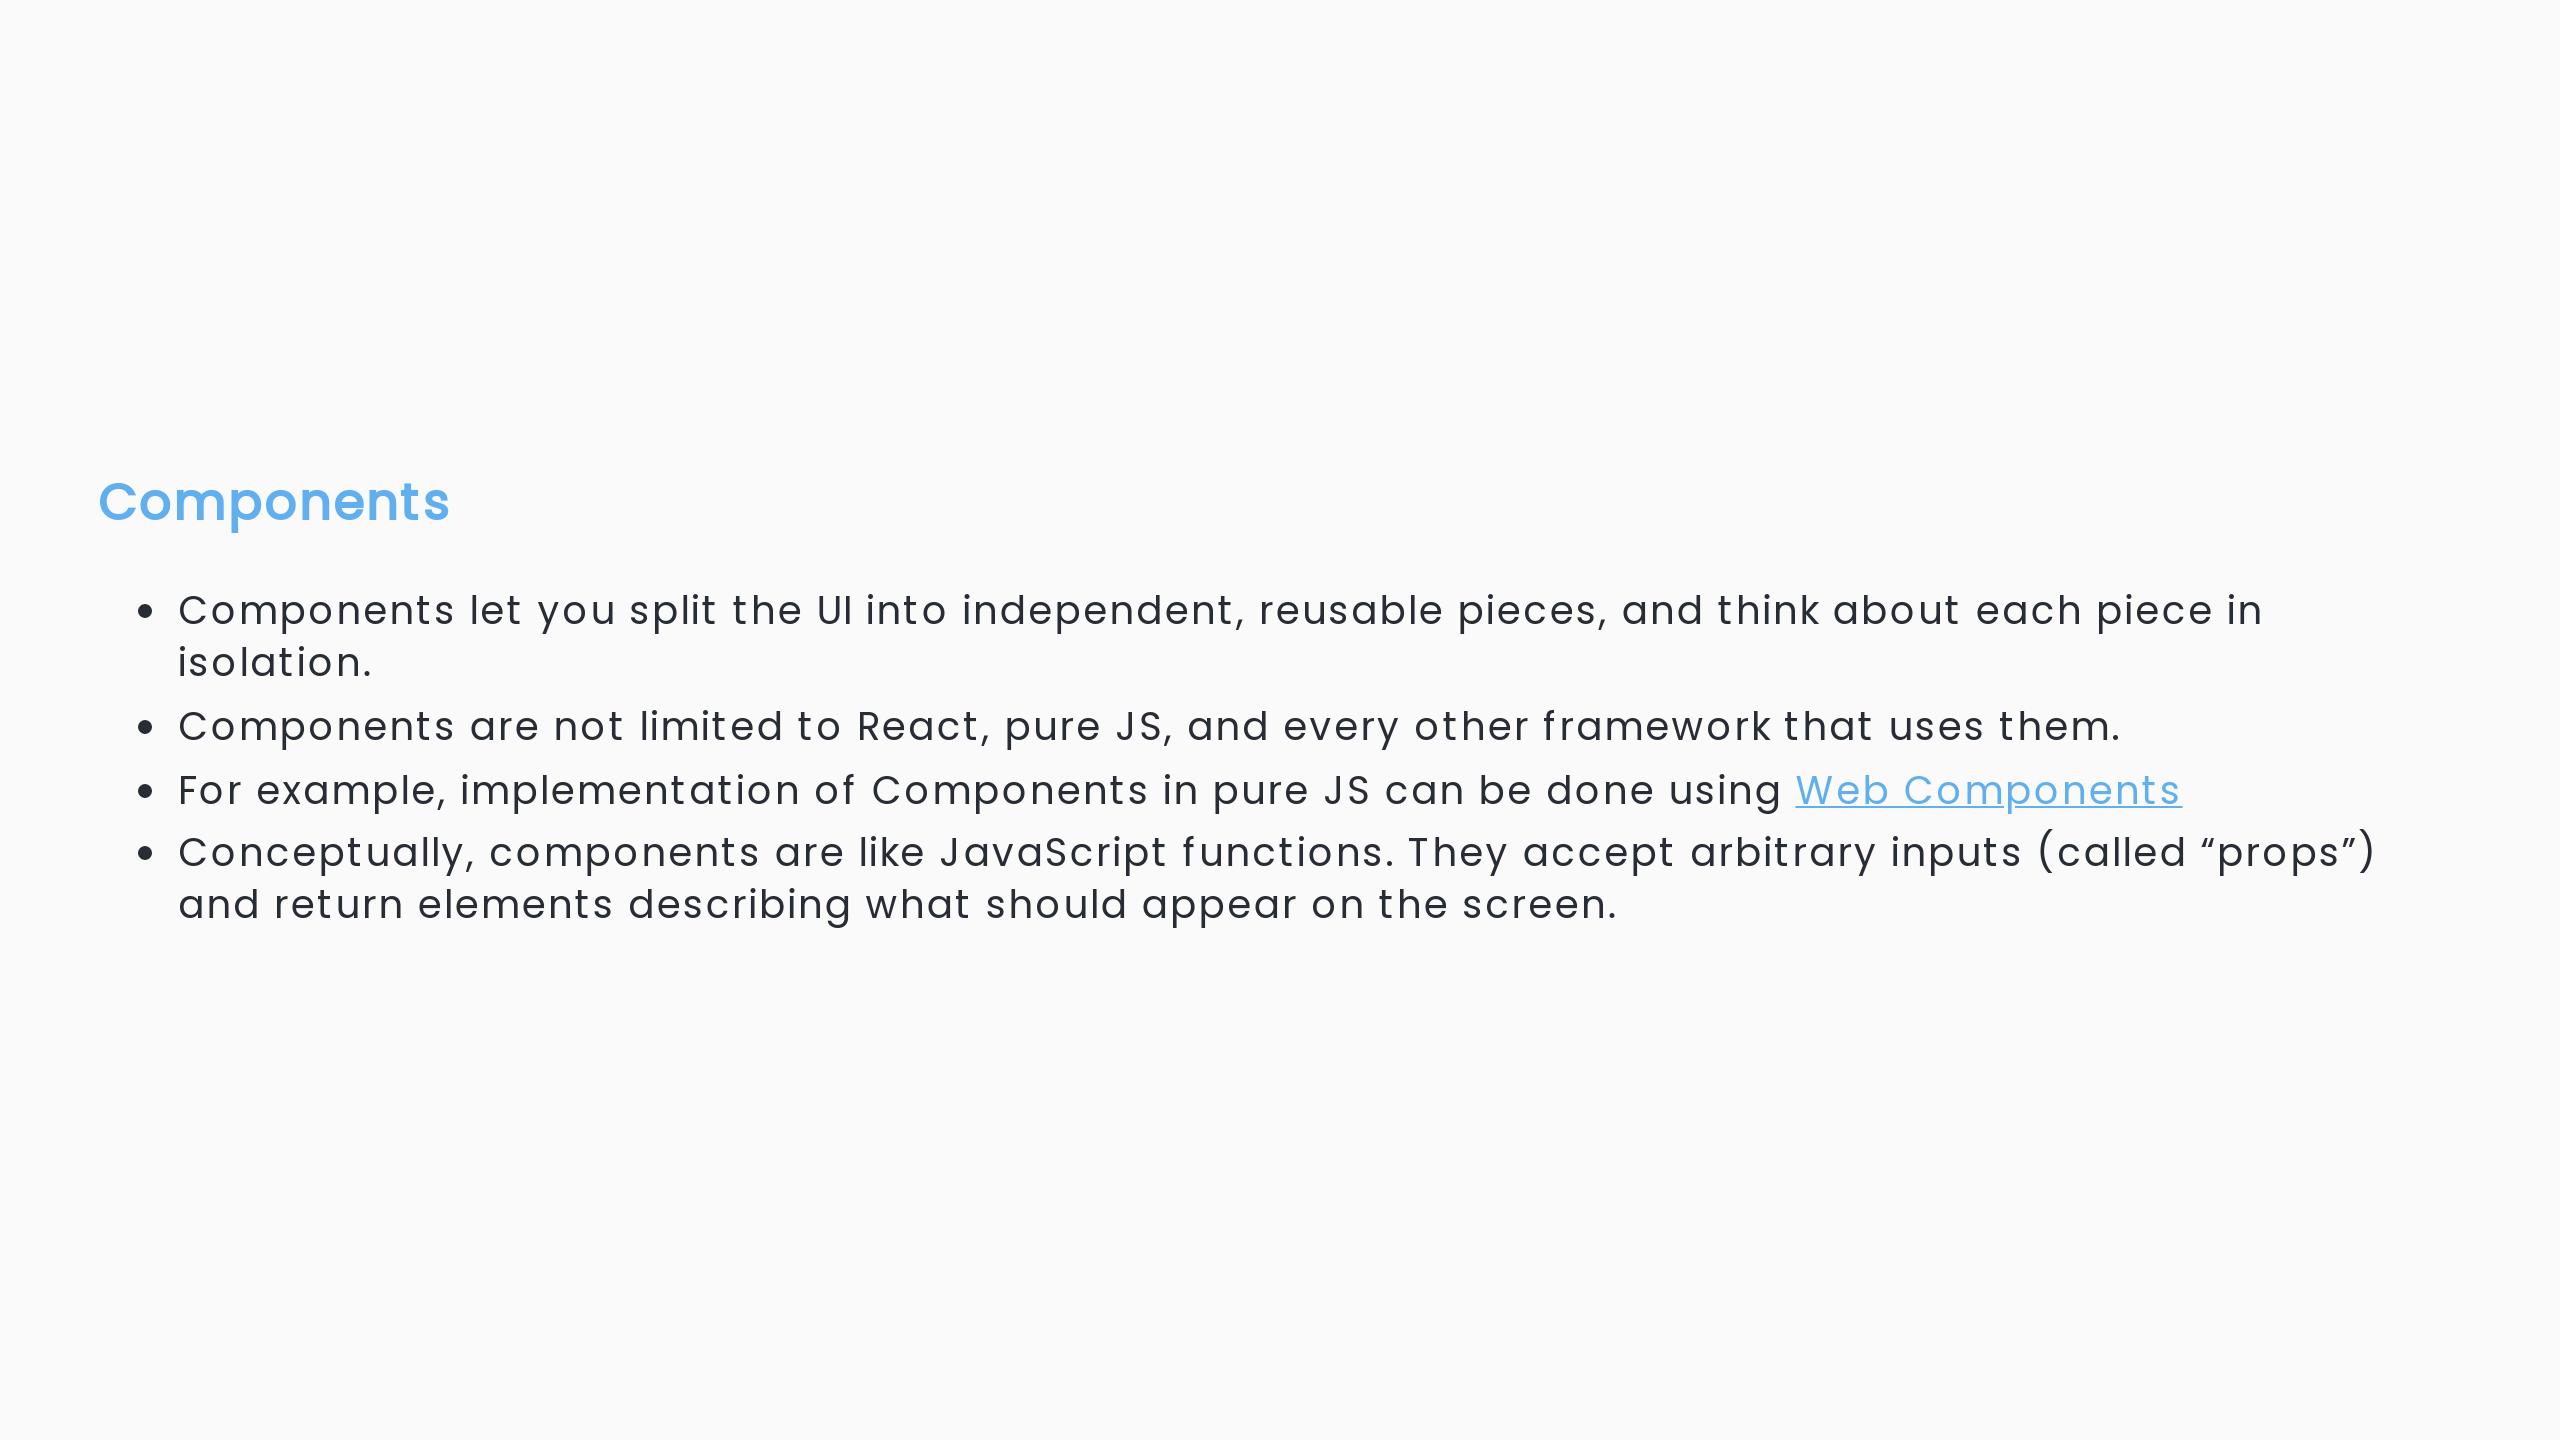 Components
Components let you split the UI into independent, reusable pieces, and think about each piece in
isolation.
Components are not limited to React, pure JS, and every other framework that uses them.
For example, implementation of Components in pure JS can be done using Web Components
Conceptually, components are like JavaScript functions. They accept arbitrary inputs (called “props”)
and return elements describing what should appear on the screen.